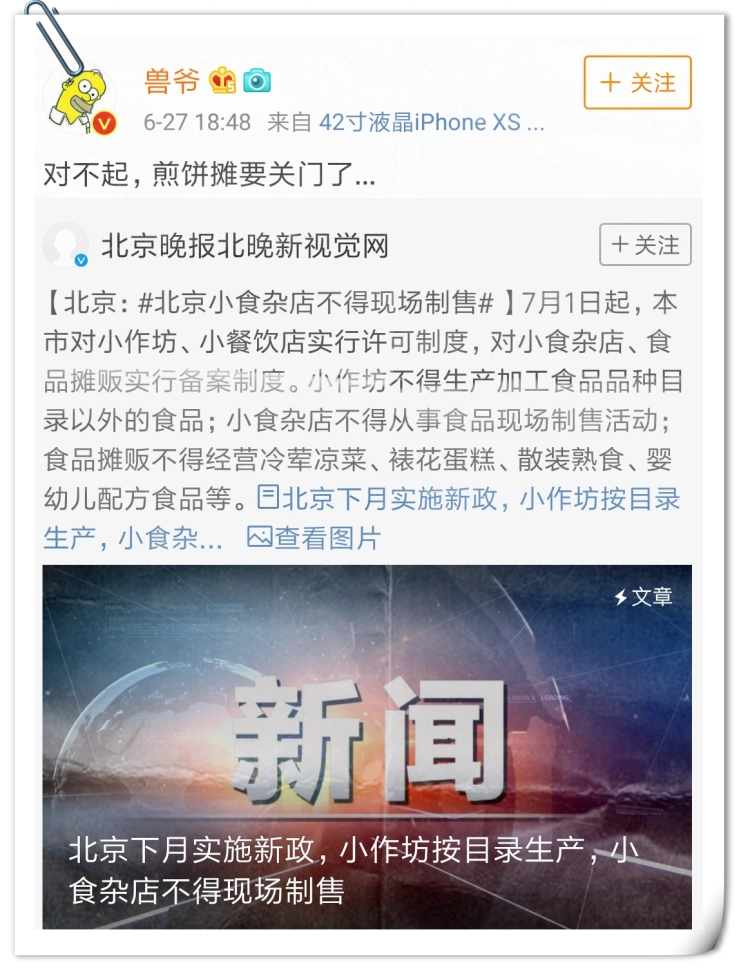 兽爷
+ 关注
6-27 18:48 来自 42寸液晶iPhone XS ...
对不起，煎饼摊要关门了...
北京晚报北晚新视觉网
+关注
【北京：#北京小食杂店不得现场制售# 】7月1日起，本
市对小作坊、小餐饮店实行许可制度，对小食杂店、食
品摊贩实行备案制度。小作坊不得生产加工食品品种目
录以外的食品；小食杂店不得从事食品现场制售活动；
食品摊贩不得经营冷荤凉菜、裱花蛋糕、散装熟食、婴
幼儿配方食品等。北京下月实施新政，小作坊按目录
生产，小食杂... 查看图片
文章
新闻
LOADING
北京下月实施新政，小作坊按目录生产，小
食杂店不得现场制售